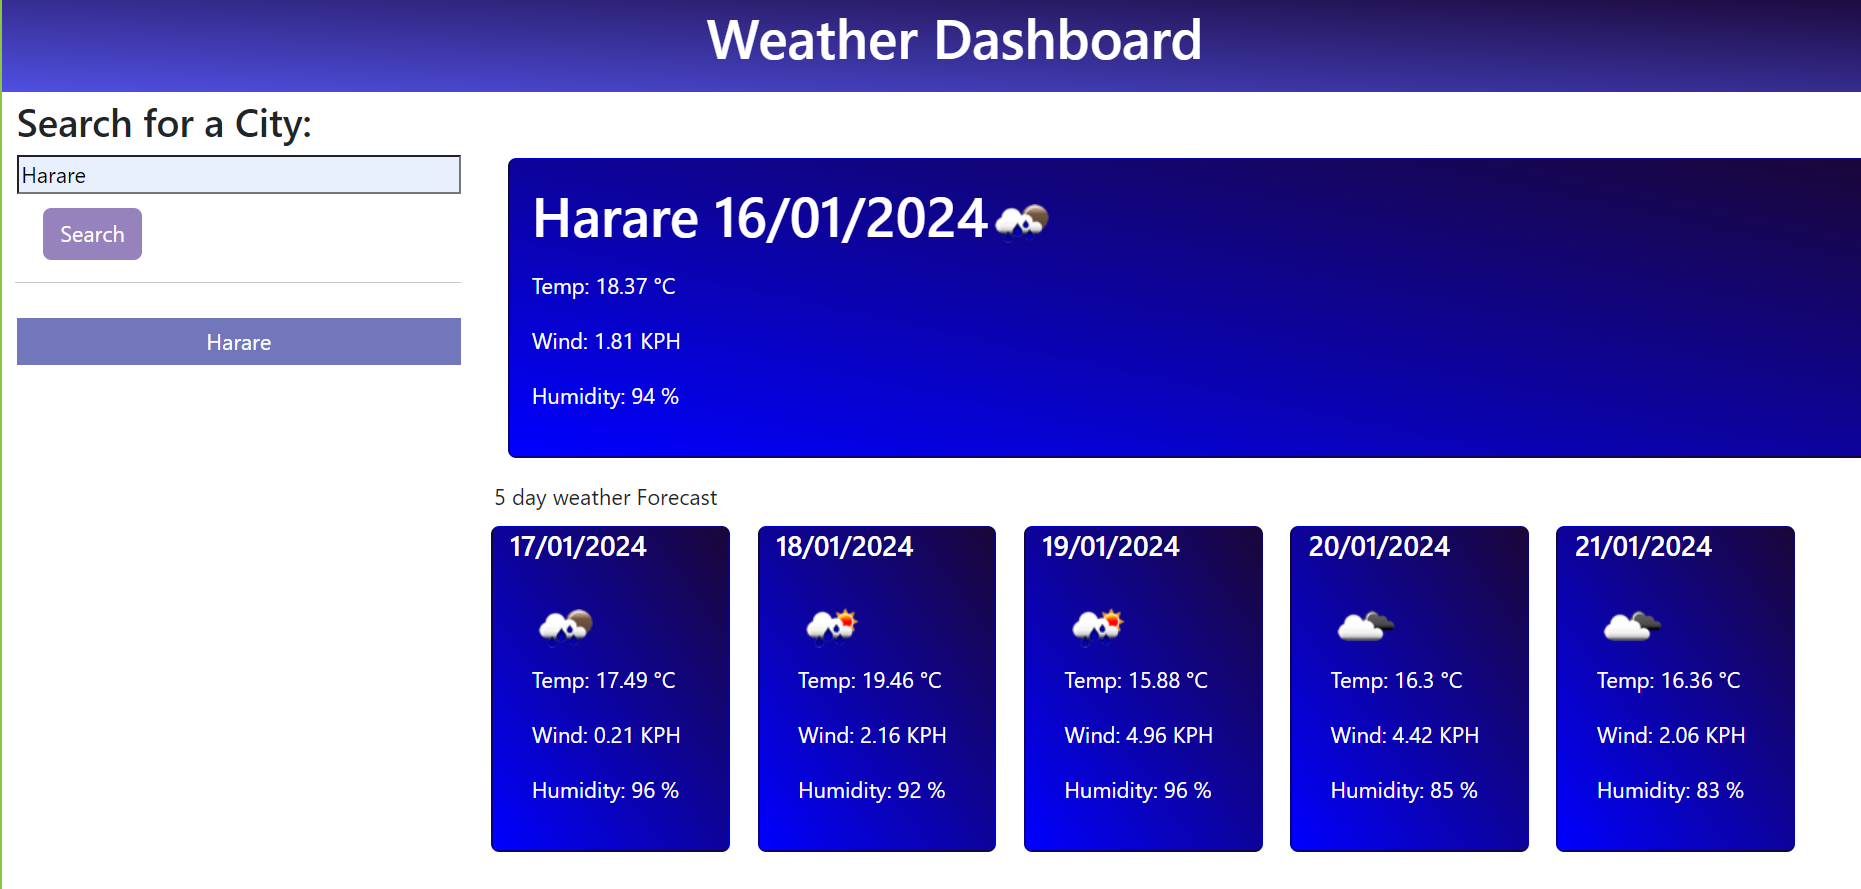 Weather Dashboard
Search for a City:
Harare
Search
Harare
Harare 16/01/2024
Temp: 18.37 °C
Wind: 1.81 KPH
Humidity: 94 %
5 day weather Forecast
17/01/2024
Temp: 17.49 °C
Wind: 0.21 KPH
Humidity: 96 %
18/01/2024
Temp: 19.46 °C
Wind: 2.16 KPH
Humidity: 92 %
19/01/2024
Temp: 15.88 °C
Wind: 4.96 KPH
Humidity: 96 %
20/01/2024
Temp: 16.3 °C
Wind: 4.42 KPH
Humidity: 85 %
21/01/2024
Temp: 16.36 °C
Wind: 2.06 KPH
Humidity: 83 %